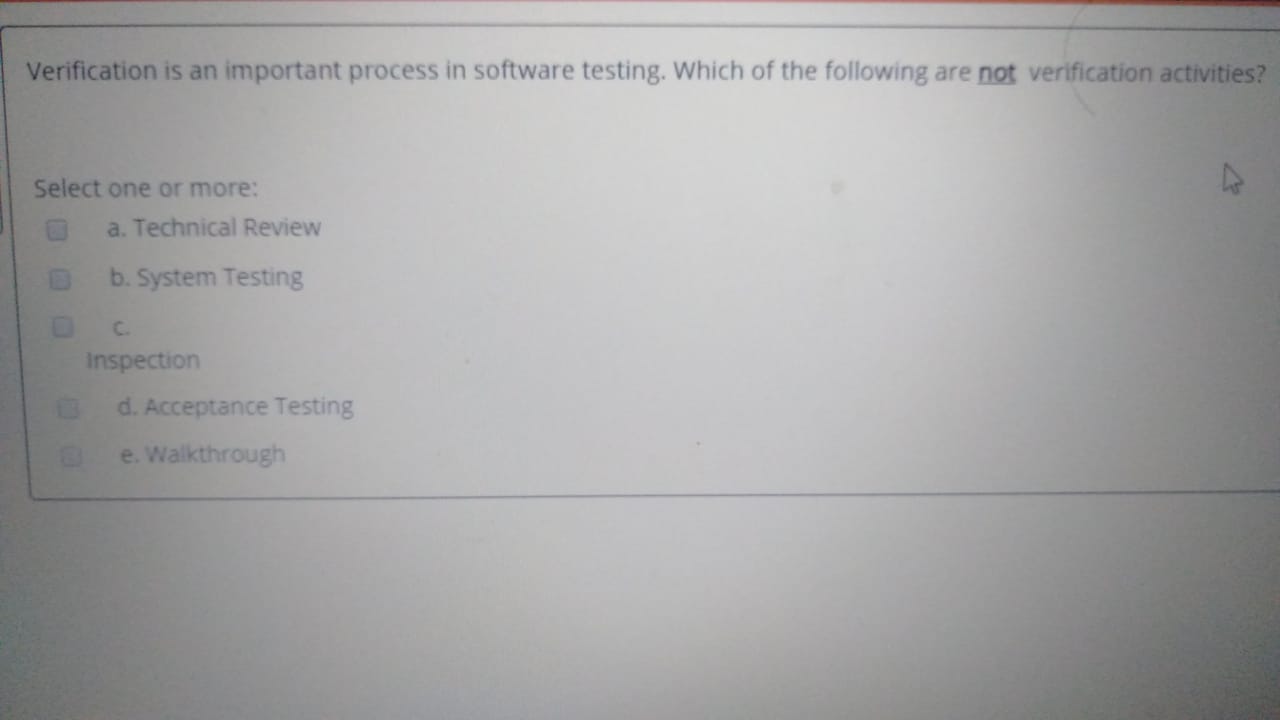 Verification is an important process in software testing. Which of the following are not verification activities?
Select one or more:
a. Technical Review
b. System Testing
c.
Inspection
d. Acceptance Testing
e. Walkthrough